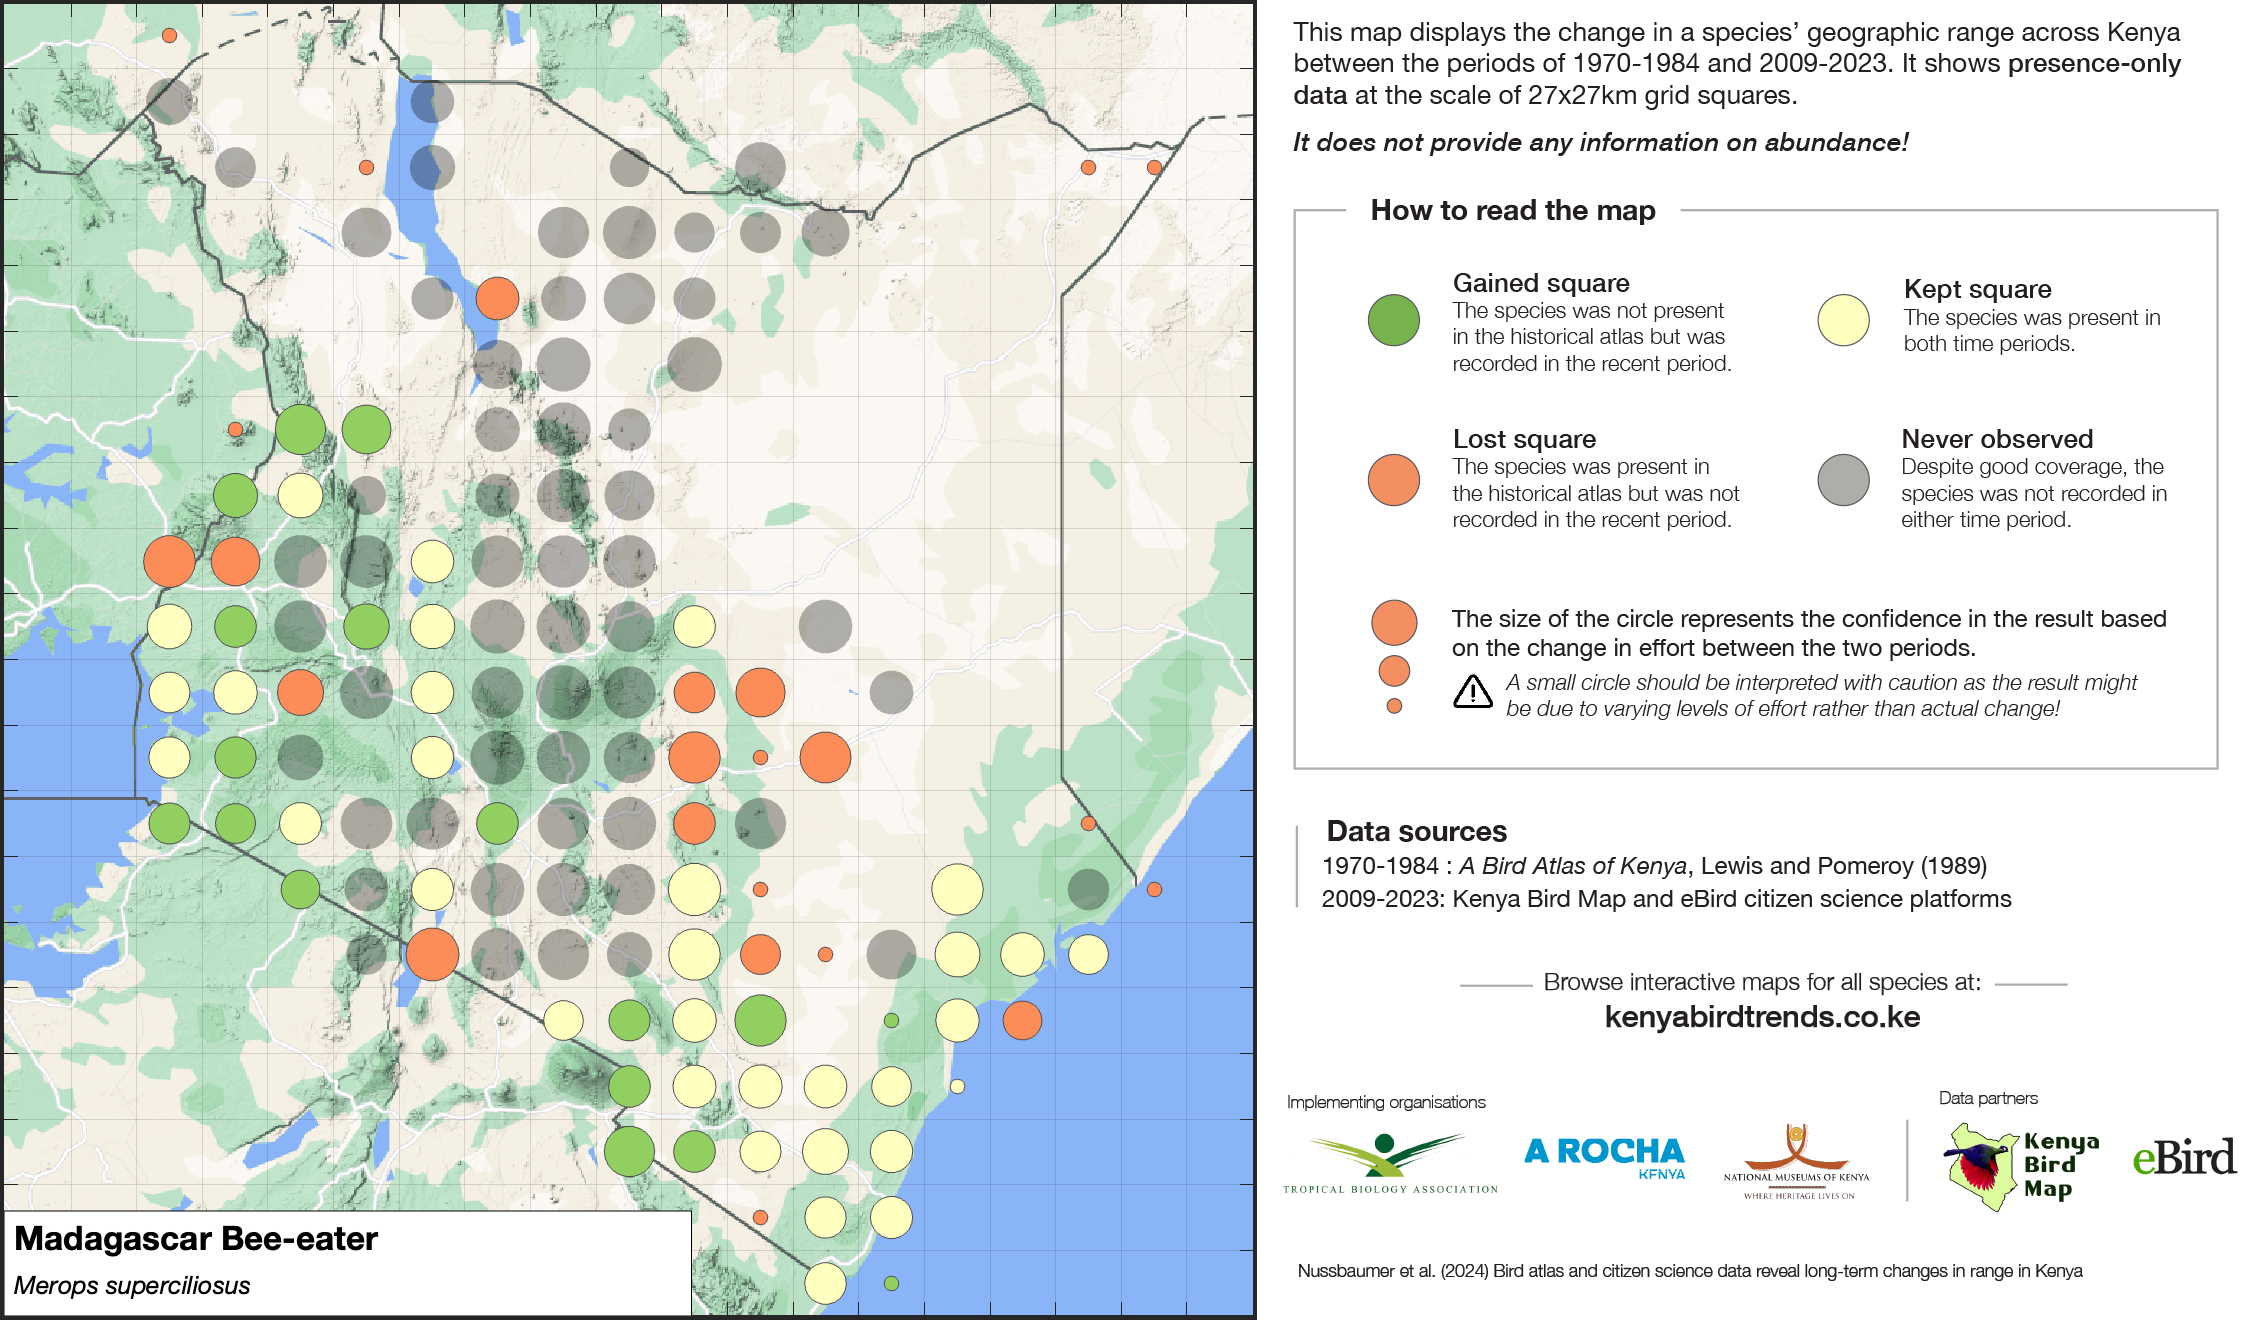 This map displays the change in a species’ geographic range across Kenya
between the periods of 1970-1984 and 2009-2023. It shows presence-only
data at the scale of 27x27km grid squares.
It does not provide any information on abundance!
How to read the map
Gained square
The species was not present
in the historical atlas but was
recorded in the recent period.
Kept square
The species was present in
both time periods.
Lost square
The species was present in
the historical atlas but was not
recorded in the recent period.
Never observed
Despite good coverage, the
species was not recorded in
either time period.
The size of the circle represents the confidence in the result based
on the change in effort between the two periods.
A small circle should be interpreted with caution as the result might
be due to varying levels of effort rather than actual change!
Data sources
1970-1984 : A Bird Atlas of Kenya, Lewis and Pomeroy (1989)
2009-2023: Kenya Bird Map and eBird citizen science platforms
Browse interactive maps for all species at:
kenyabirdtrends.co.ke
Implementing organisations
TROPICAL BIOLOGY ASSOCIATION
A ROCHA
KENYA
NATIONAL MUSEUMS OF KENYA
WHERE HERITAGE LIVES ON
Data partners
Kenya
Bird
Map
eBird
Madagascar Bee-eater
Merops superciliosus
Nussbaumer et al. (2024) Bird atlas and citizen science data reveal long-term changes in range in Kenya